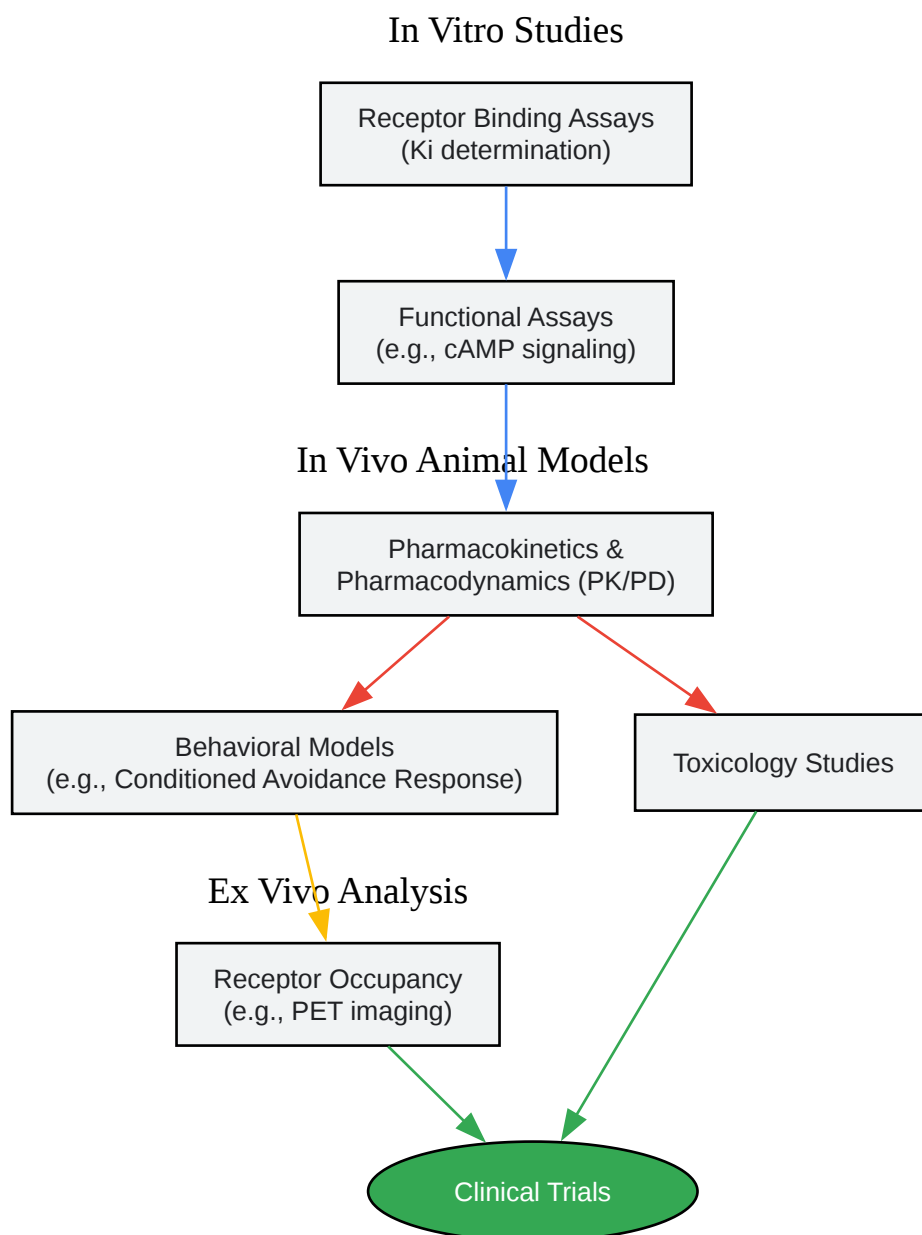 In Vitro Studies
Receptor Binding Assays
(Ki determination)
Functional Assays
(e.g., cAMP signaling)
In Vivo Animal Models
Pharmacokinetics &
Pharmacodynamics (PK/PD)
Behavioral Models
(e.g., Conditioned Avoidance Response)
Toxicology Studies
Ex Vivo Analysis
Receptor Occupancy
(e.g., PET imaging)
Clinical Trials